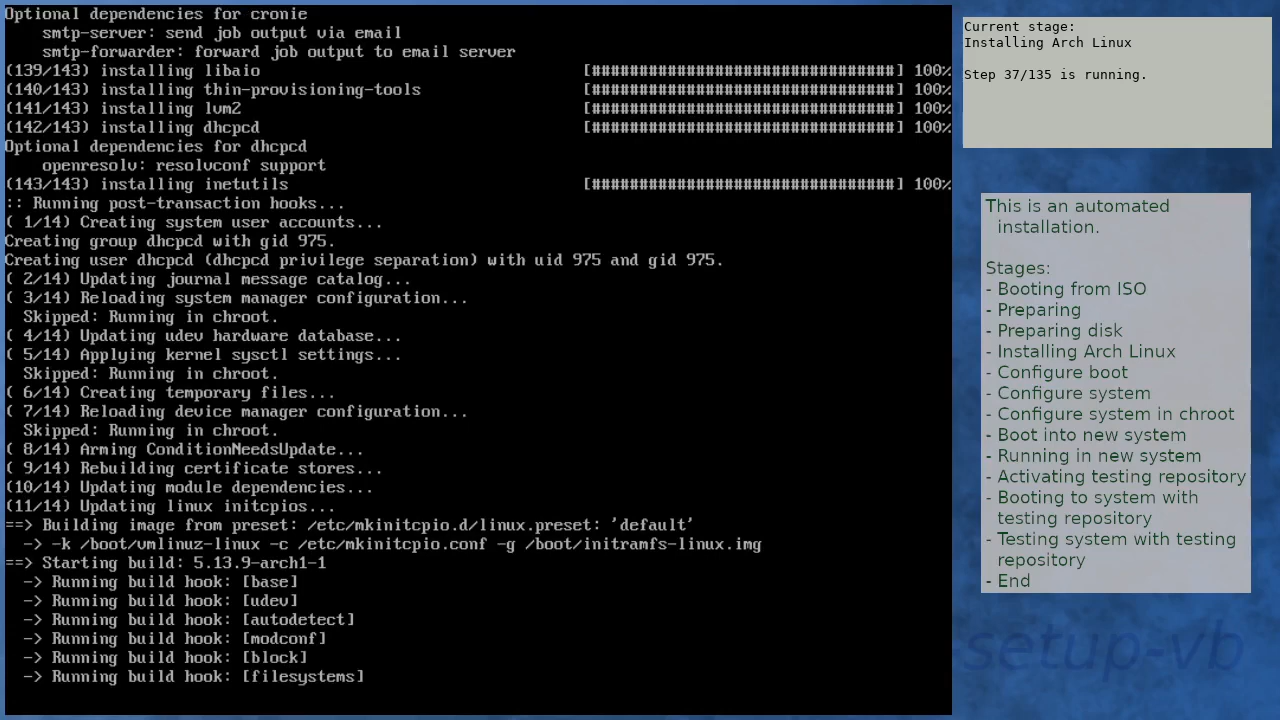 Optional dependencies for cronie
    smtp-server: send job output via email
    smtp-forwarder: forward job output to email server
(139/143) installing libaio [################################] 100%
(140/143) installing thin-provisioning-tools [################################] 100%
(141/143) installing lvm2 [################################] 100%
(142/143) installing dhcpcd [################################] 100%
Optional dependencies for dhcpcd
    openresolv: resolvconf support
(143/143) installing inetutils [################################] 100%
:: Running post-transaction hooks...
( 1/14) Creating system user accounts...
Creating group dhcpcd with gid 975.
Creating user dhcpcd (dhcpcd privilege separation) with uid 975 and gid 975.
( 2/14) Updating journal message catalog...
( 3/14) Reloading system manager configuration...
  Skipped: Running in chroot.
( 4/14) Updating udev hardware database...
( 5/14) Applying kernel sysctl settings...
  Skipped: Running in chroot.
( 6/14) Creating temporary files...
( 7/14) Reloading device manager configuration...
  Skipped: Running in chroot.
( 8/14) Arming ConditionNeedsUpdate...
( 9/14) Rebuilding certificate stores...
(10/14) Updating module dependencies...
(11/14) Updating linux initcpios...
==> Building image from preset: /etc/mkinitcpio.d/linux.preset: 'default'
  -> -k /boot/vmlinuz-linux -c /etc/mkinitcpio.conf -g /boot/initramfs-linux.img
==> Starting build: 5.13.9-arch1-1
  -> Running build hook: [base]
  -> Running build hook: [udev]
  -> Running build hook: [autodetect]
  -> Running build hook: [modconf]
  -> Running build hook: [block]
  -> Running build hook: [filesystems]
Current stage:
Installing Arch Linux
Step 37/135 is running.
This is an automated
installation.
Stages:
- Booting from ISO
- Preparing
- Preparing disk
- Installing Arch Linux
- Configure boot
- Configure system
- Configure system in chroot
- Boot into new system
- Running in new system
- Activating testing repository
- Booting to system with
testing repository
- Testing system with testing
repository
- End
setup-vb